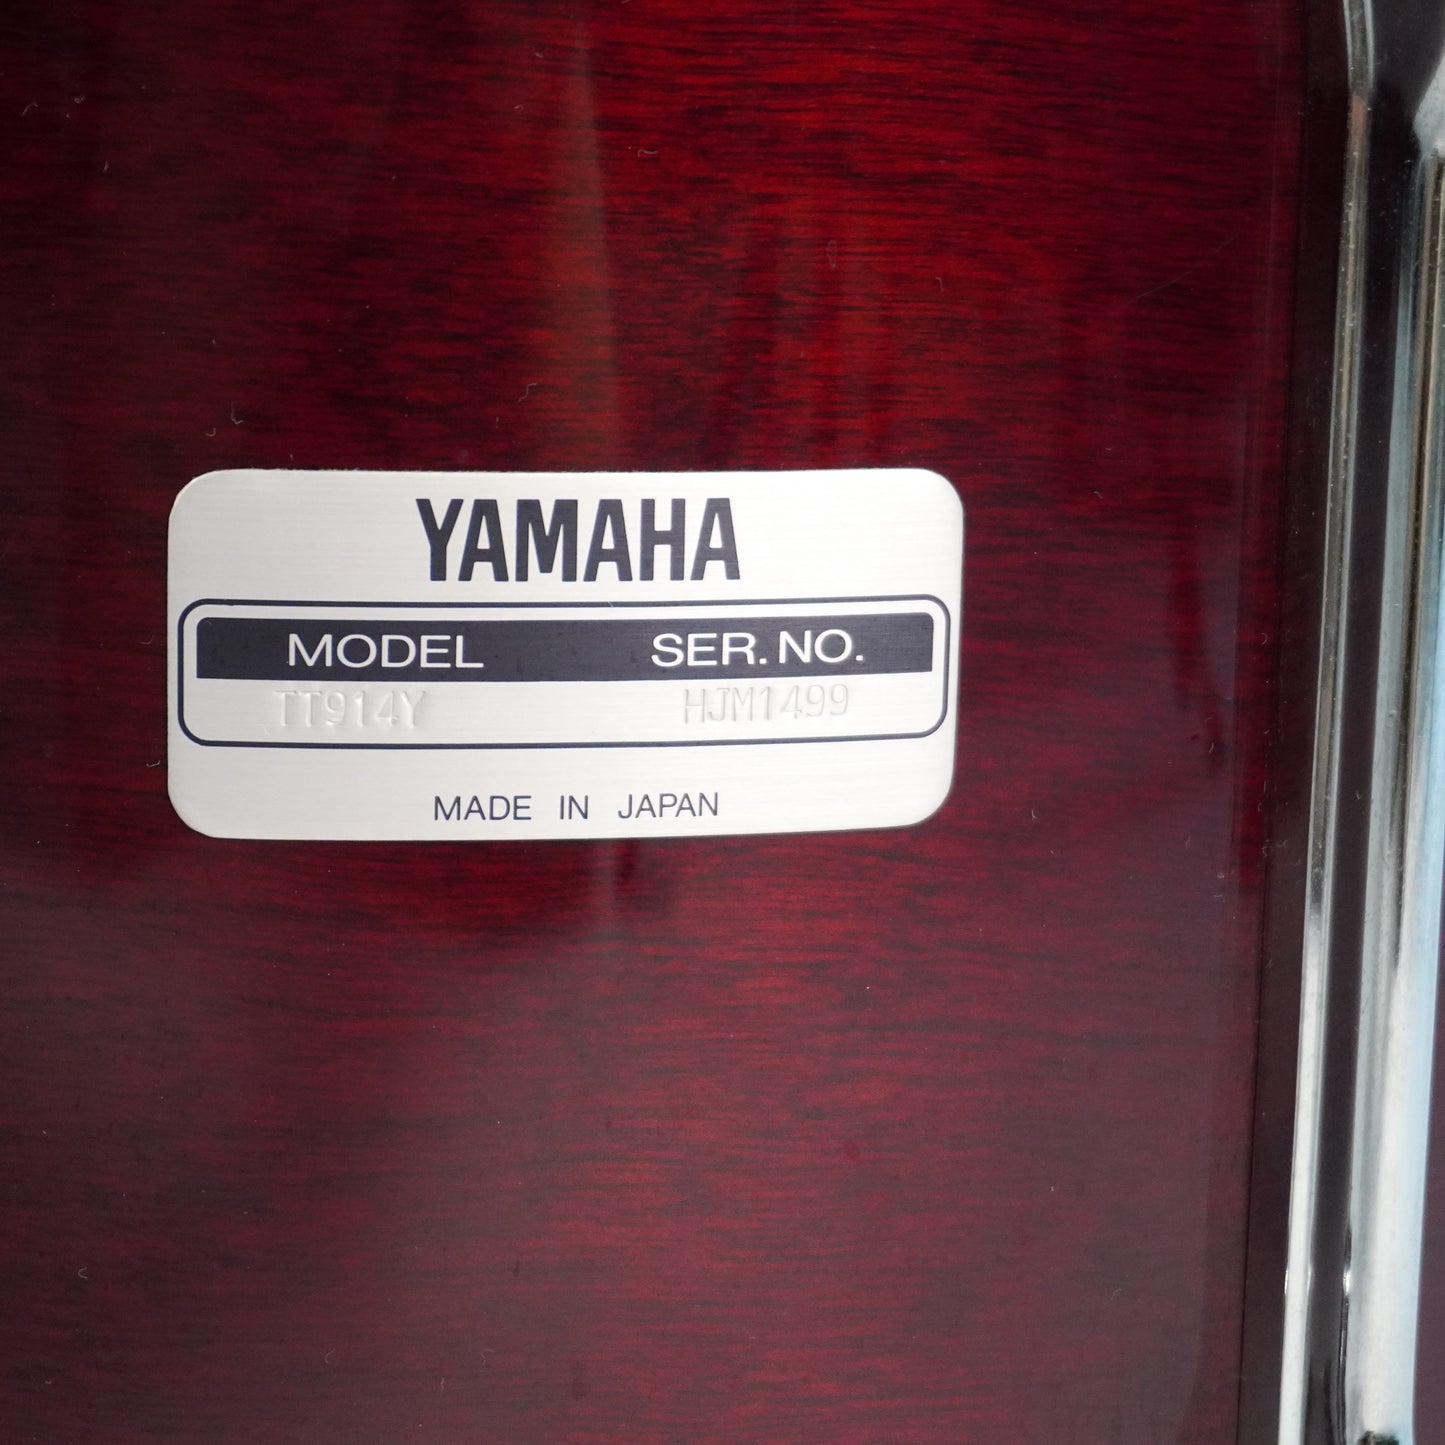 YAMAHA
MODEL SER. NO.
TT914Y HJM1499
MADE IN JAPAN